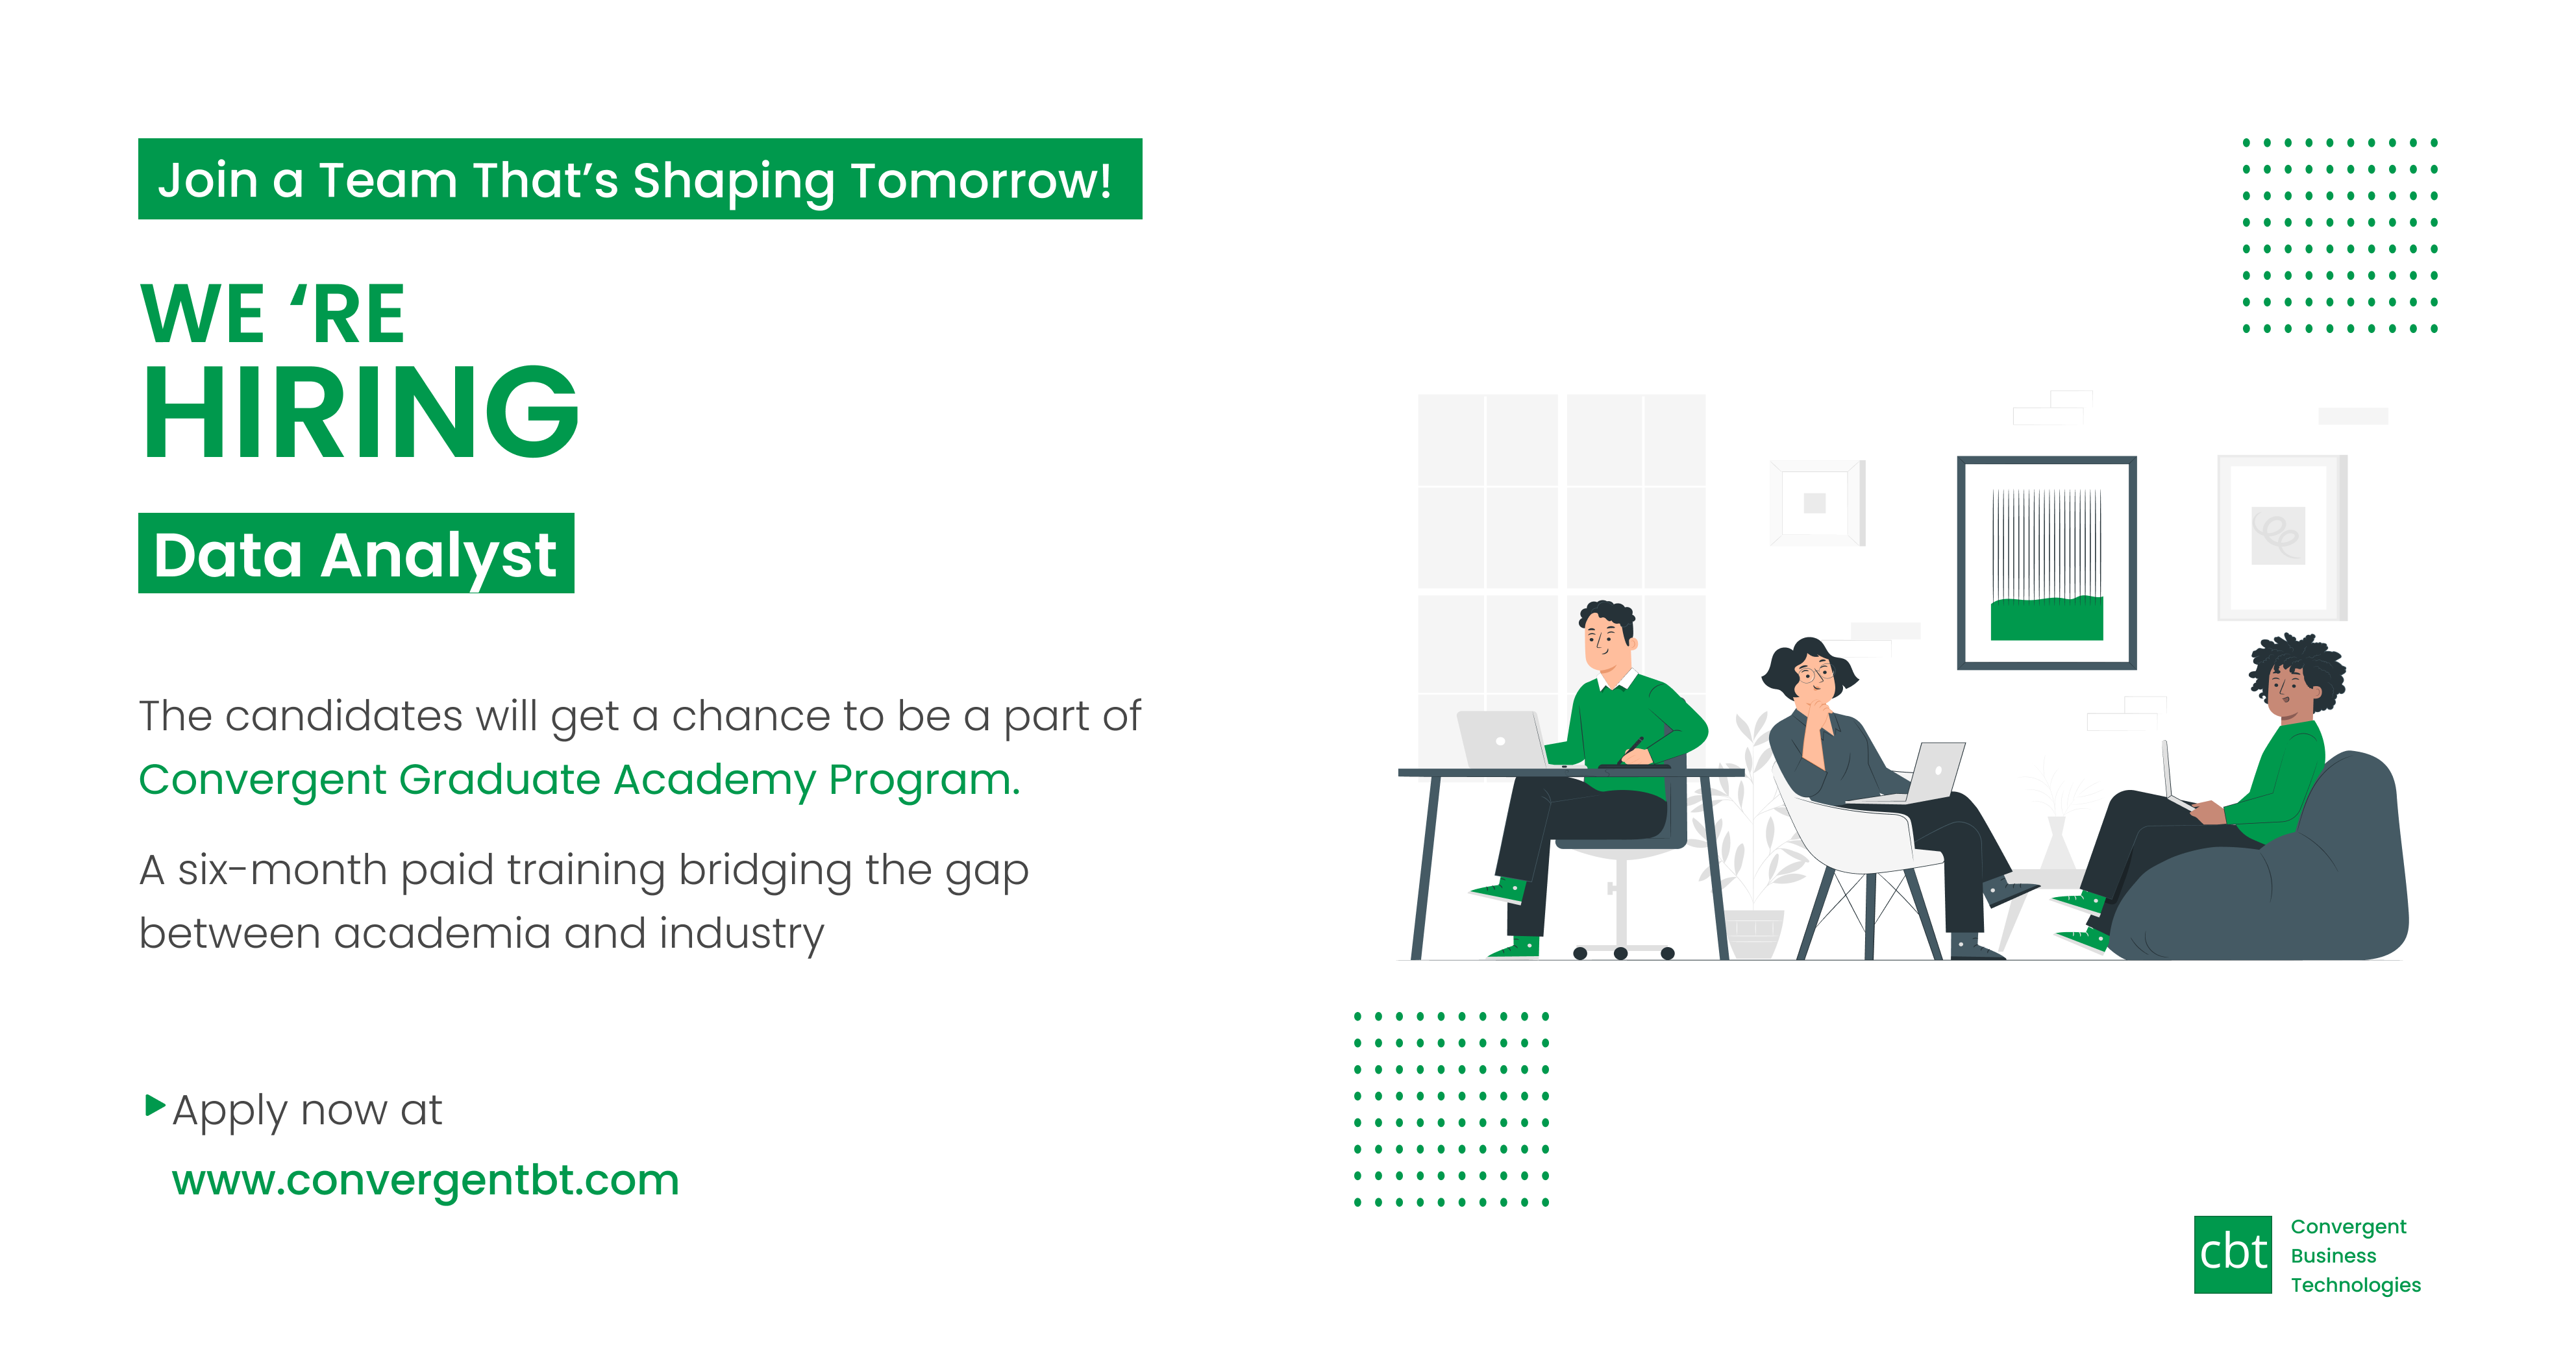 Join a Team That’s Shaping Tomorrow!
WE ‘RE
HIRING
Data Analyst
The candidates will get a chance to be a part of
Convergent Graduate Academy Program.
A six-month paid training bridging the gap
between academia and industry
Apply now at
www.convergentbt.com
cbt
Convergent
Business
Technologies